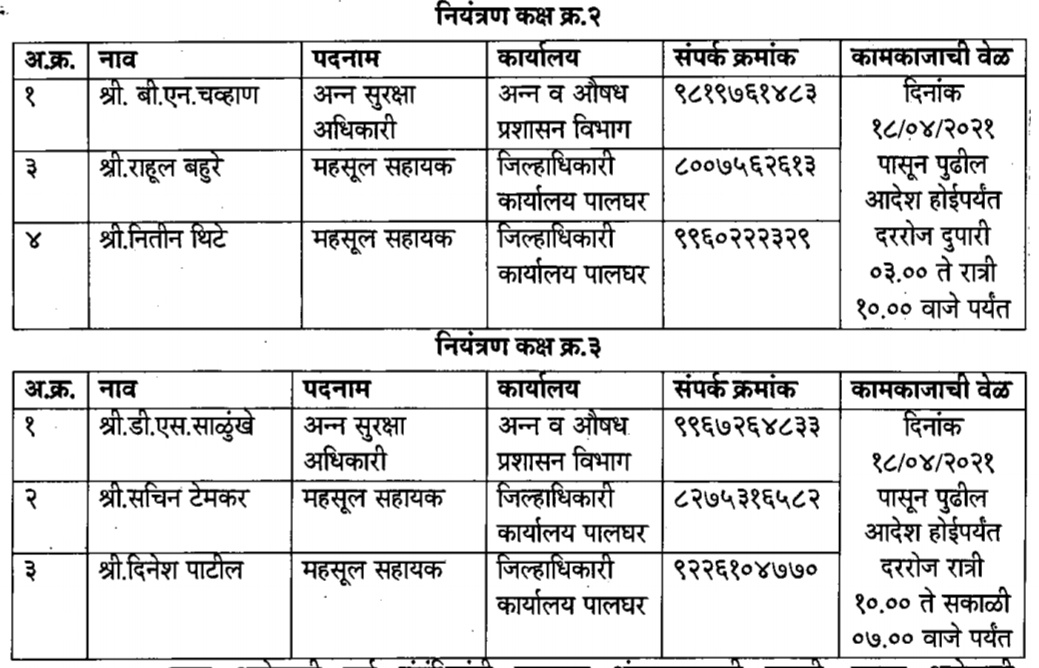 नियंत्रण कक्ष क्र.२
अ.क्र. नाव पदनाम कार्यालय संपर्क क्रमांक कामकाजाची वेळ
१ श्री. बी.एन.चव्हाण अन्न सुरक्षा अधिकारी अन्न व औषध प्रशासन विभाग ९८१९७६१४८३
३ श्री.राहूल बहुरे महसूल सहायक जिल्हाधिकारी कार्यालय पालघर ८००७५६२६१३
४ श्री.नितीन थिटे महसूल सहायक जिल्हाधिकारी कार्यालय पालघर ९९६०२२२३२९
दिनांक
१८/०४/२०२१
पासून पुढील
आदेश होईपर्यंत
दररोज दुपारी
०३.०० ते रात्री
१०.०० वाजे पर्यंत
नियंत्रण कक्ष क्र.३
अ.क्र. नाव पदनाम कार्यालय संपर्क क्रमांक कामकाजाची वेळ
१ श्री.डी.एस.साळुंखे अन्न सुरक्षा अधिकारी अन्न व औषध प्रशासन विभाग ९९६७२६४८३३
२ श्री.सचिन टेमकर महसूल सहायक जिल्हाधिकारी कार्यालय पालघर ८२७५३१६५८२
३ श्री.दिनेश पाटील महसूल सहायक जिल्हाधिकारी कार्यालय पालघर ९२२६१०४७७०
दिनांक
१८/०४/२०२१
पासून पुढील
आदेश होईपर्यंत
दररोज रात्री
१०.०० ते सकाळी
०७.०० वाजे पर्यंत